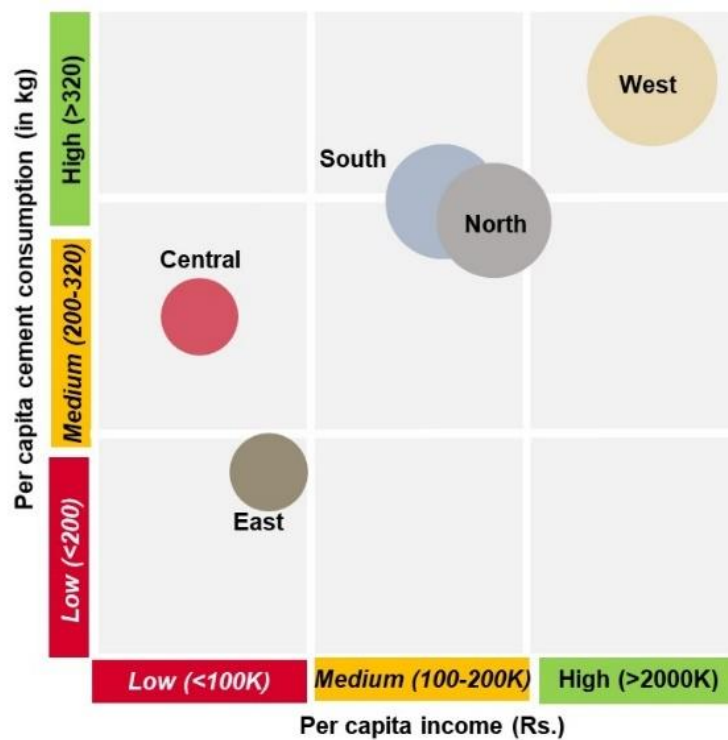 Per capita cement consumption (in kg)
High (>320)
Medium (200-320)
Low (<200)
West
South
North
Central
East
Low (<100K)
Medium (100-200K)
High (>2000K)
Per capita income (Rs.)